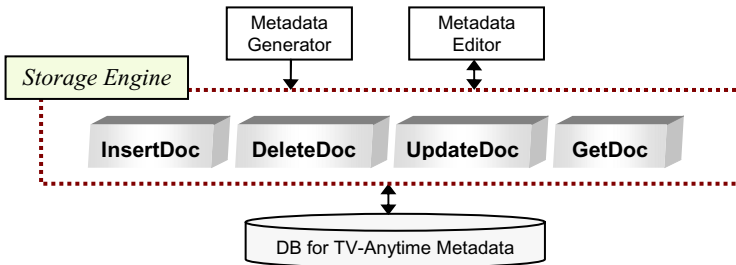 Metadata
Generator
Metadata
Editor
Storage Engine
InsertDoc
DeleteDoc
UpdateDoc
GetDoc
DB for TV-Anytime Metadata